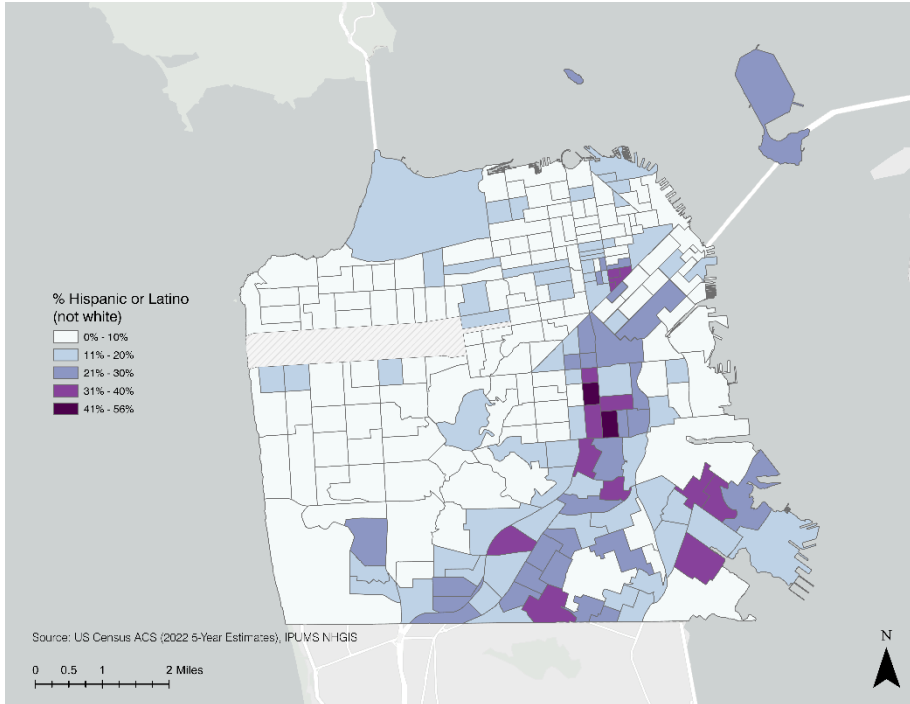 % Hispanic or Latino
(not white)
0% - 10%
11% - 20%
21% - 30%
31% - 40%
41% - 56%
Source: US Census ACS (2022 5-Year Estimates), IPUMS NHGIS
0 0.5 1 2 Miles
N